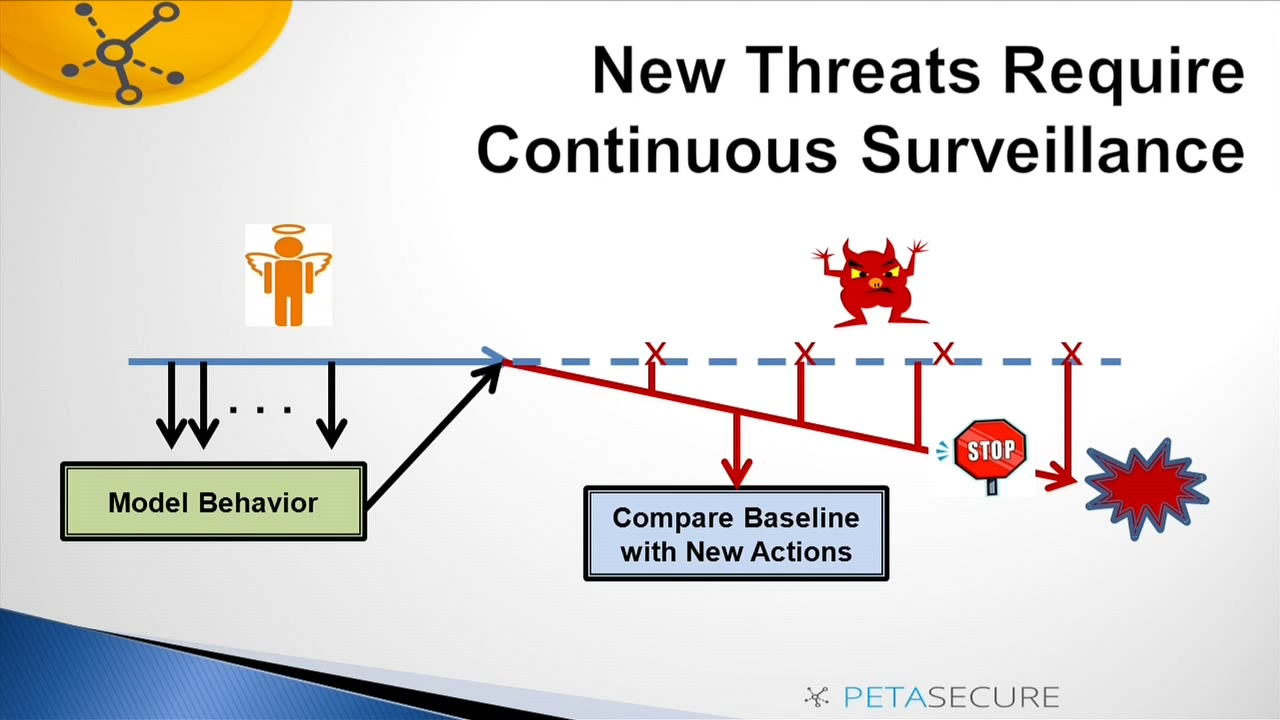 New Threats Require
Continuous Surveillance
X X X X
. . .
STOP
Model Behavior
Compare Baseline
with New Actions
PETASECURE